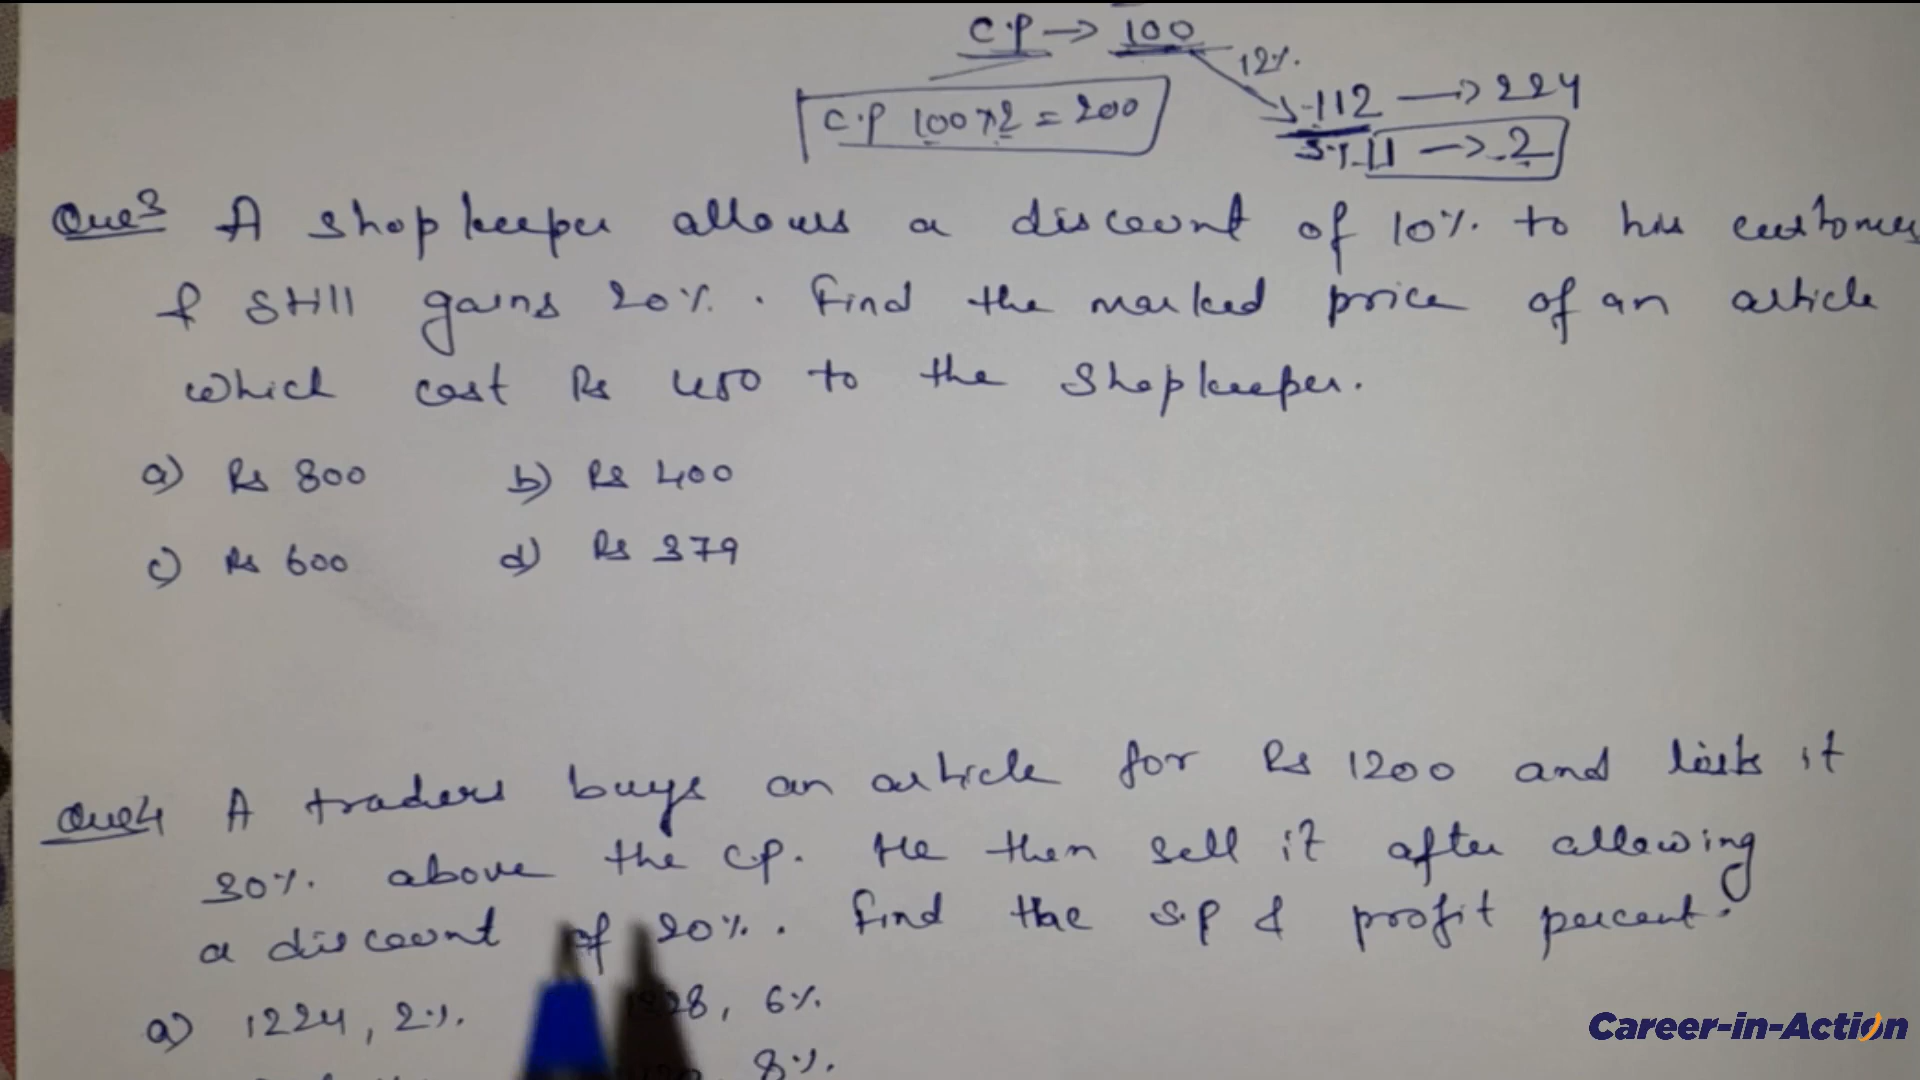 C.P → 100
12%.
112 → 224
C.P 100×2 = 200
1 → 2
Que3 A shopkeeper allows a discount of 10%. to his customers
& still gains 20%. Find the marked price of an article
which cost Rs 450 to the shopkeeper.
a) Rs 800 b) Rs 400
c) Rs 600 d) Rs 379
Que4 A traders buys an article for Rs 1200 and lists it
30%. above the C.P. He then sell it after allowing
a discount of 20%. Find the S.P & profit percent.
a) 1224, 2%. 28, 6%.
8%.
Career-in-Action